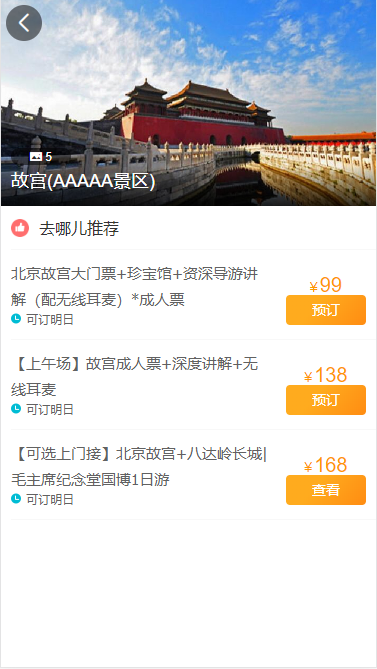 5
故宫(AAAAA景区)
去哪儿推荐
北京故宫大门票+珍宝馆+资深导游讲
解（配无线耳麦）*成人票
¥99
预订
可订明日
【上午场】故宫成人票+深度讲解+无
线耳麦
¥138
预订
可订明日
【可选上门接】北京故宫+八达岭长城|
毛主席纪念堂国博1日游
¥168
查看
可订明日